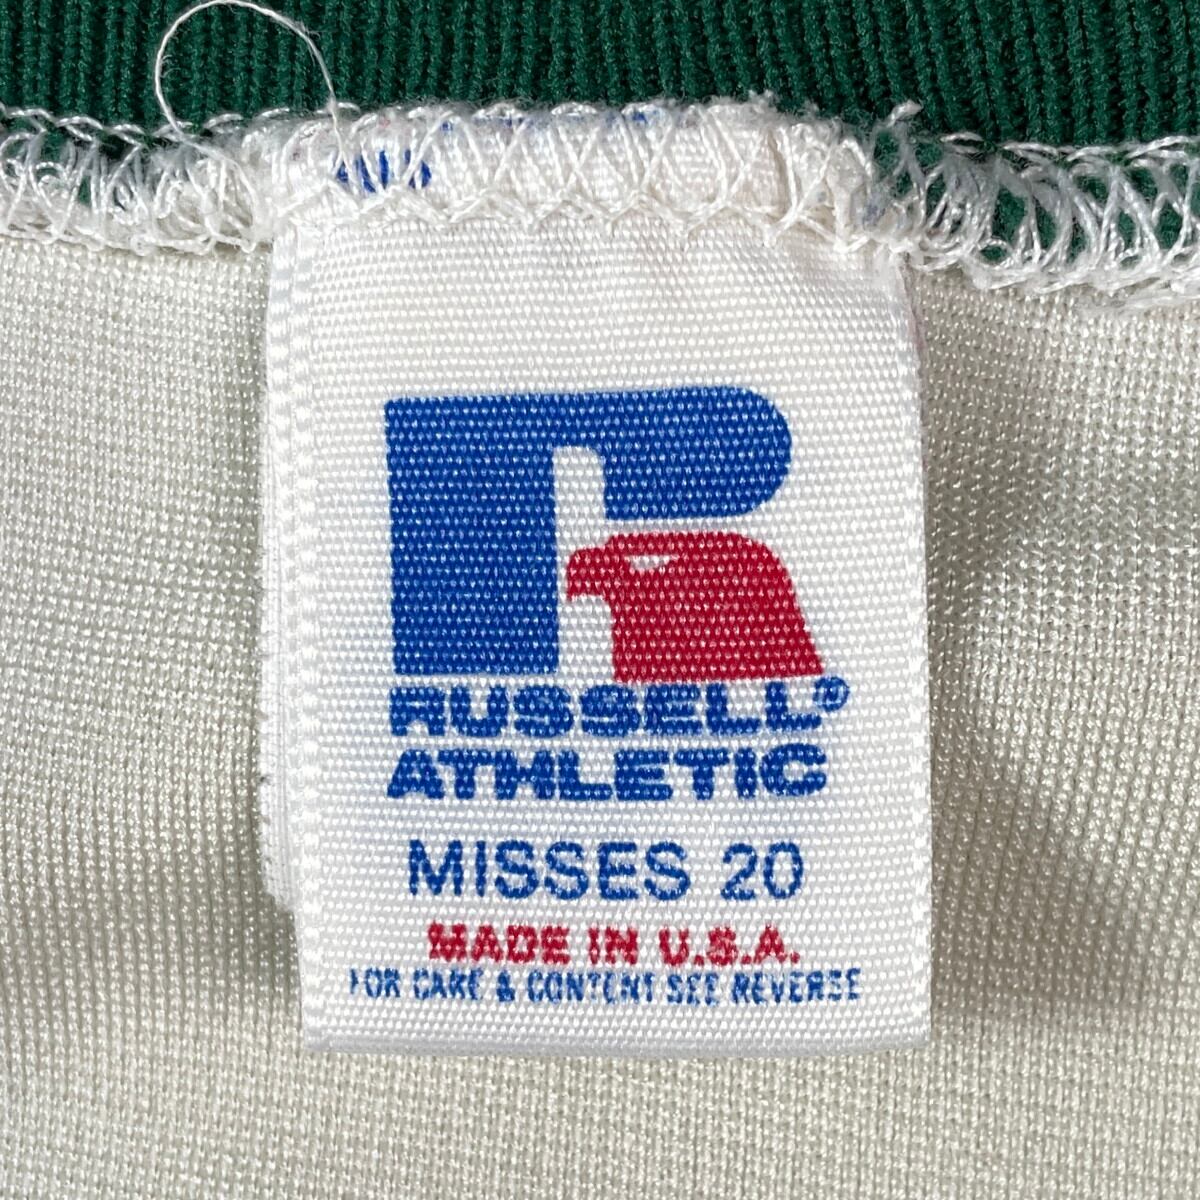 RUSSELL®
ATHLETIC
MISSES 20
MADE IN U.S.A.
FOR CARE & CONTENT SEE REVERSE